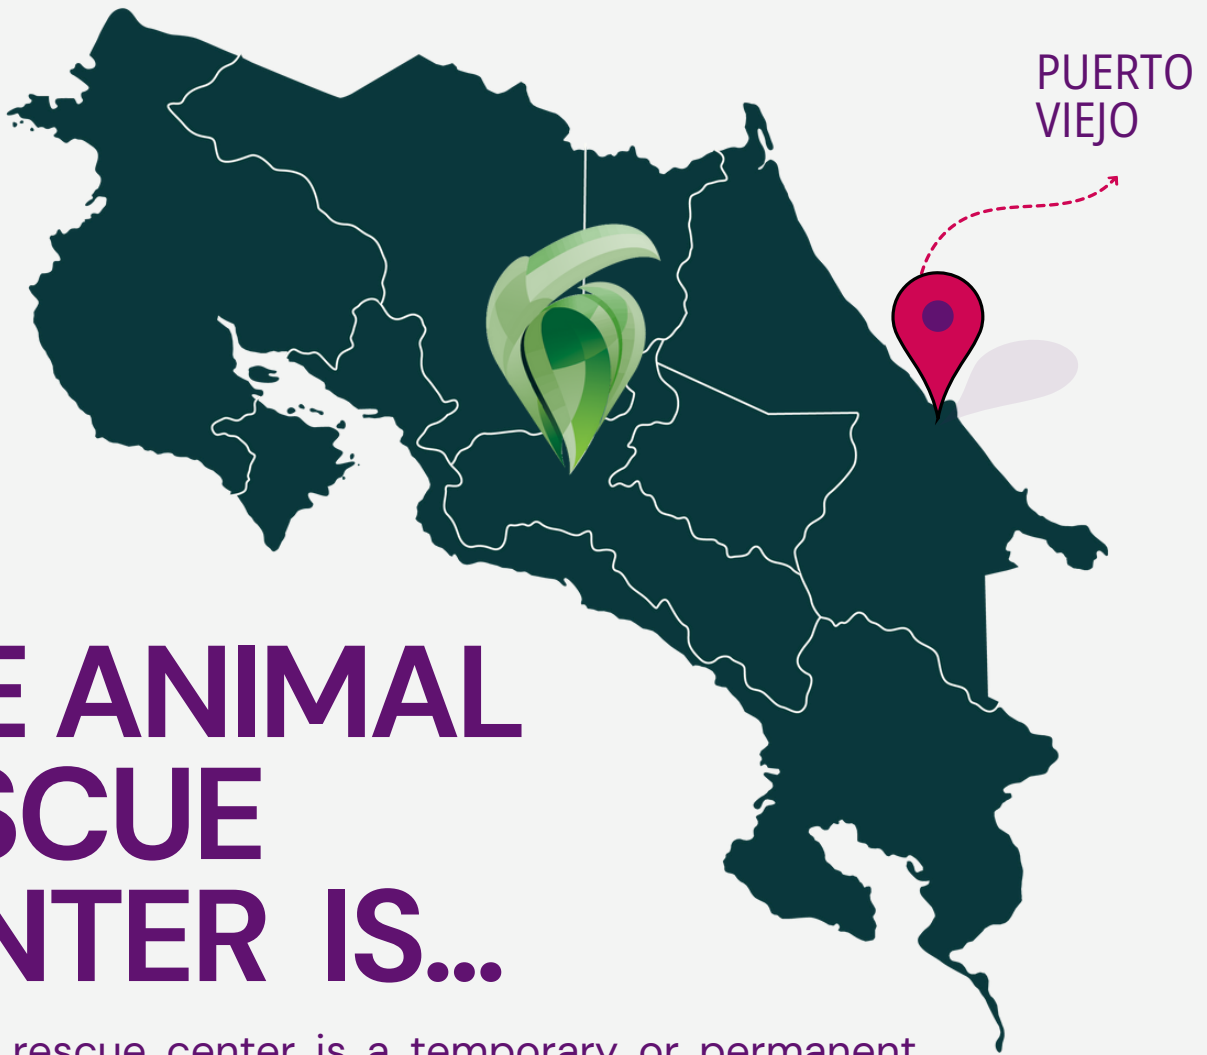 PUERTO
VIEJO
E ANIMAL
SCUE
NTER IS...
rescue center is a temporary or permanent